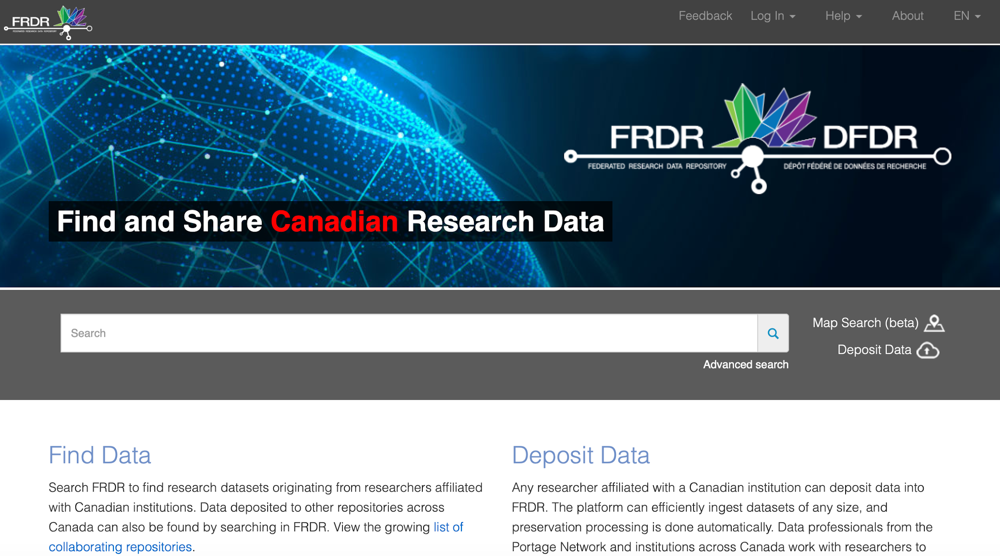 FRDR
FEDERATED RESEARCH DATA REPOSITORY
Feedback
Log In
Help
About
EN
FRDR
DFDR
FEDERATED RESEARCH DATA REPOSITORY
DÉPÔT FÉDÉRÉ DE DONNÉES DE RECHERCHE
Find and Share Canadian Research Data
Search
Map Search (beta)
Deposit Data
Advanced search
Find Data
Search FRDR to find research datasets originating from researchers affiliated
with Canadian institutions. Data deposited to other repositories across
Canada can also be found by searching in FRDR. View the growing list of
collaborating repositories.
Deposit Data
Any researcher affiliated with a Canadian institution can deposit data into
FRDR. The platform can efficiently ingest datasets of any size, and
preservation processing is done automatically. Data professionals from the
Portage Network and institutions across Canada work with researchers to